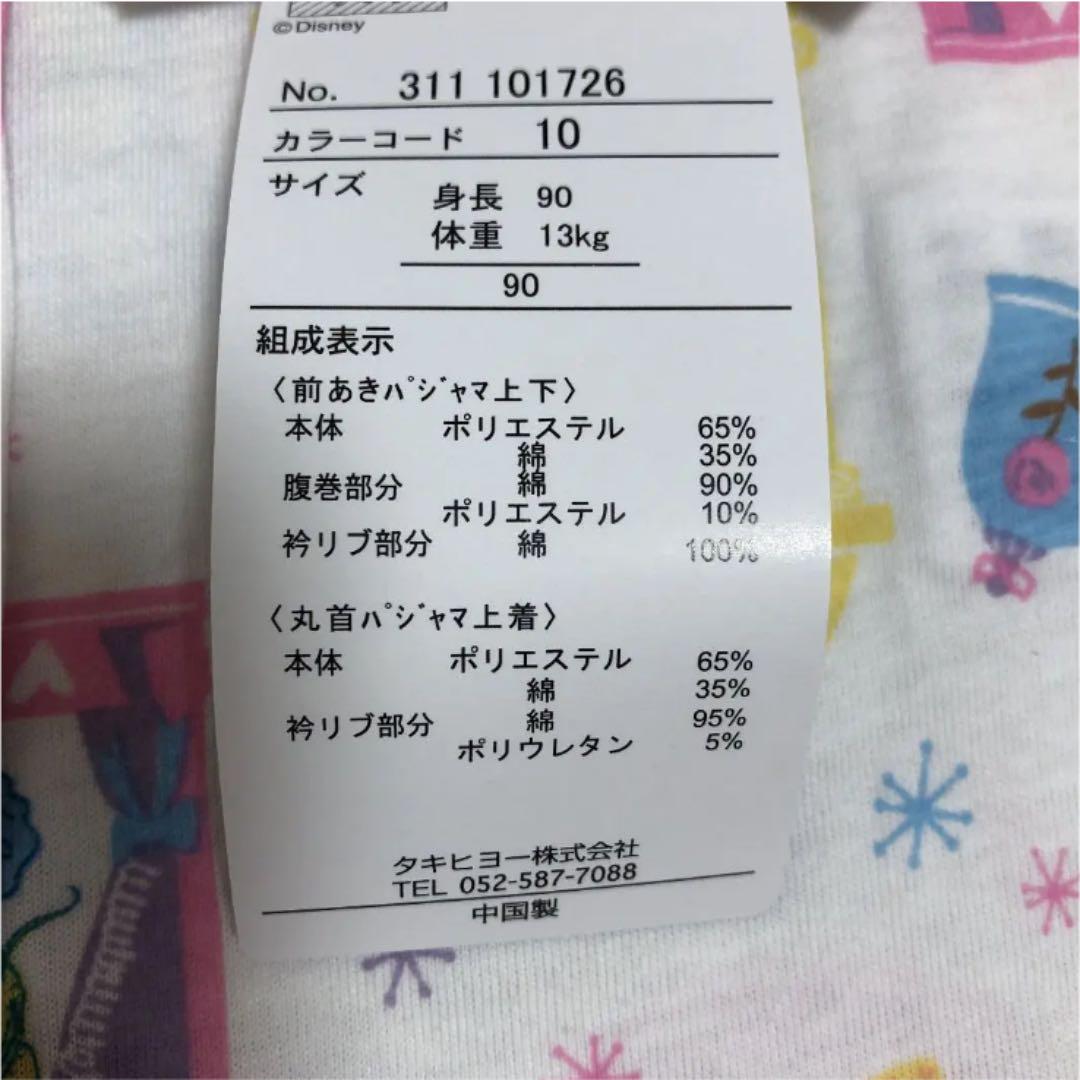 ©Disney
No. 311 101726
カラーコード 10
サイズ 身長 90
体重 13kg
90
組成表示
〈前あきﾊﾟｼﾞｬﾏ上下〉
本体 ポリエステル 65%
綿 35%
腹巻部分 綿 90%
ポリエステル 10%
衿リブ部分 綿 100%
〈丸首ﾊﾟｼﾞｬﾏ上着〉
本体 ポリエステル 65%
綿 35%
衿リブ部分 綿 95%
ポリウレタン 5%
タキヒヨー株式会社
TEL 052-587-7088
中国製